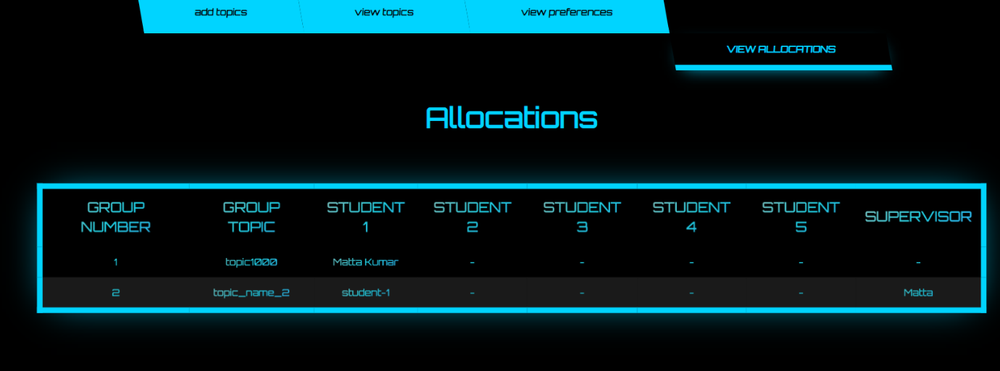 add topics view topics view preferences
VIEW ALLOCATIONS
Allocations
GROUP NUMBER GROUP TOPIC STUDENT 1 STUDENT 2 STUDENT 3 STUDENT 4 STUDENT 5 SUPERVISOR
1 topic1000 Matta Kumar - - - - -
2 topic_name_2 student-1 - - - - Matta